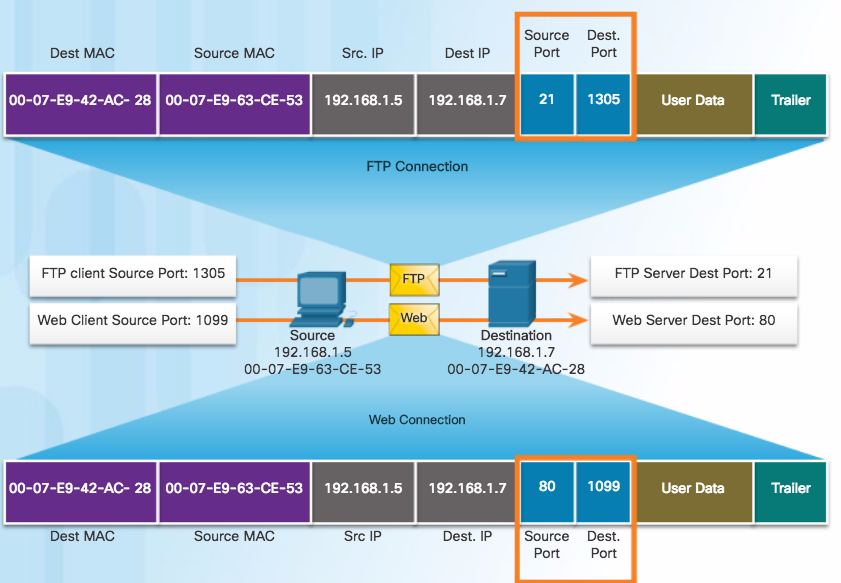 Dest MAC
Source MAC
Src. IP
Dest IP
Source
Port
Dest.
Port
00-07-E9-42-AC- 28
00-07-E9-63-CE-53
192.168.1.5
192.168.1.7
21
1305
User Data
Trailer
FTP Connection
FTP client Source Port: 1305
FTP
FTP Server Dest Port: 21
Web Client Source Port: 1099
Web
Web Server Dest Port: 80
Source
192.168.1.5
00-07-E9-63-CE-53
Destination
192.168.1.7
00-07-E9-42-AC-28
Web Connection
00-07-E9-42-AC- 28
00-07-E9-63-CE-53
192.168.1.5
192.168.1.7
80
1099
User Data
Trailer
Dest MAC
Source MAC
Src IP
Dest. IP
Source
Port
Dest.
Port